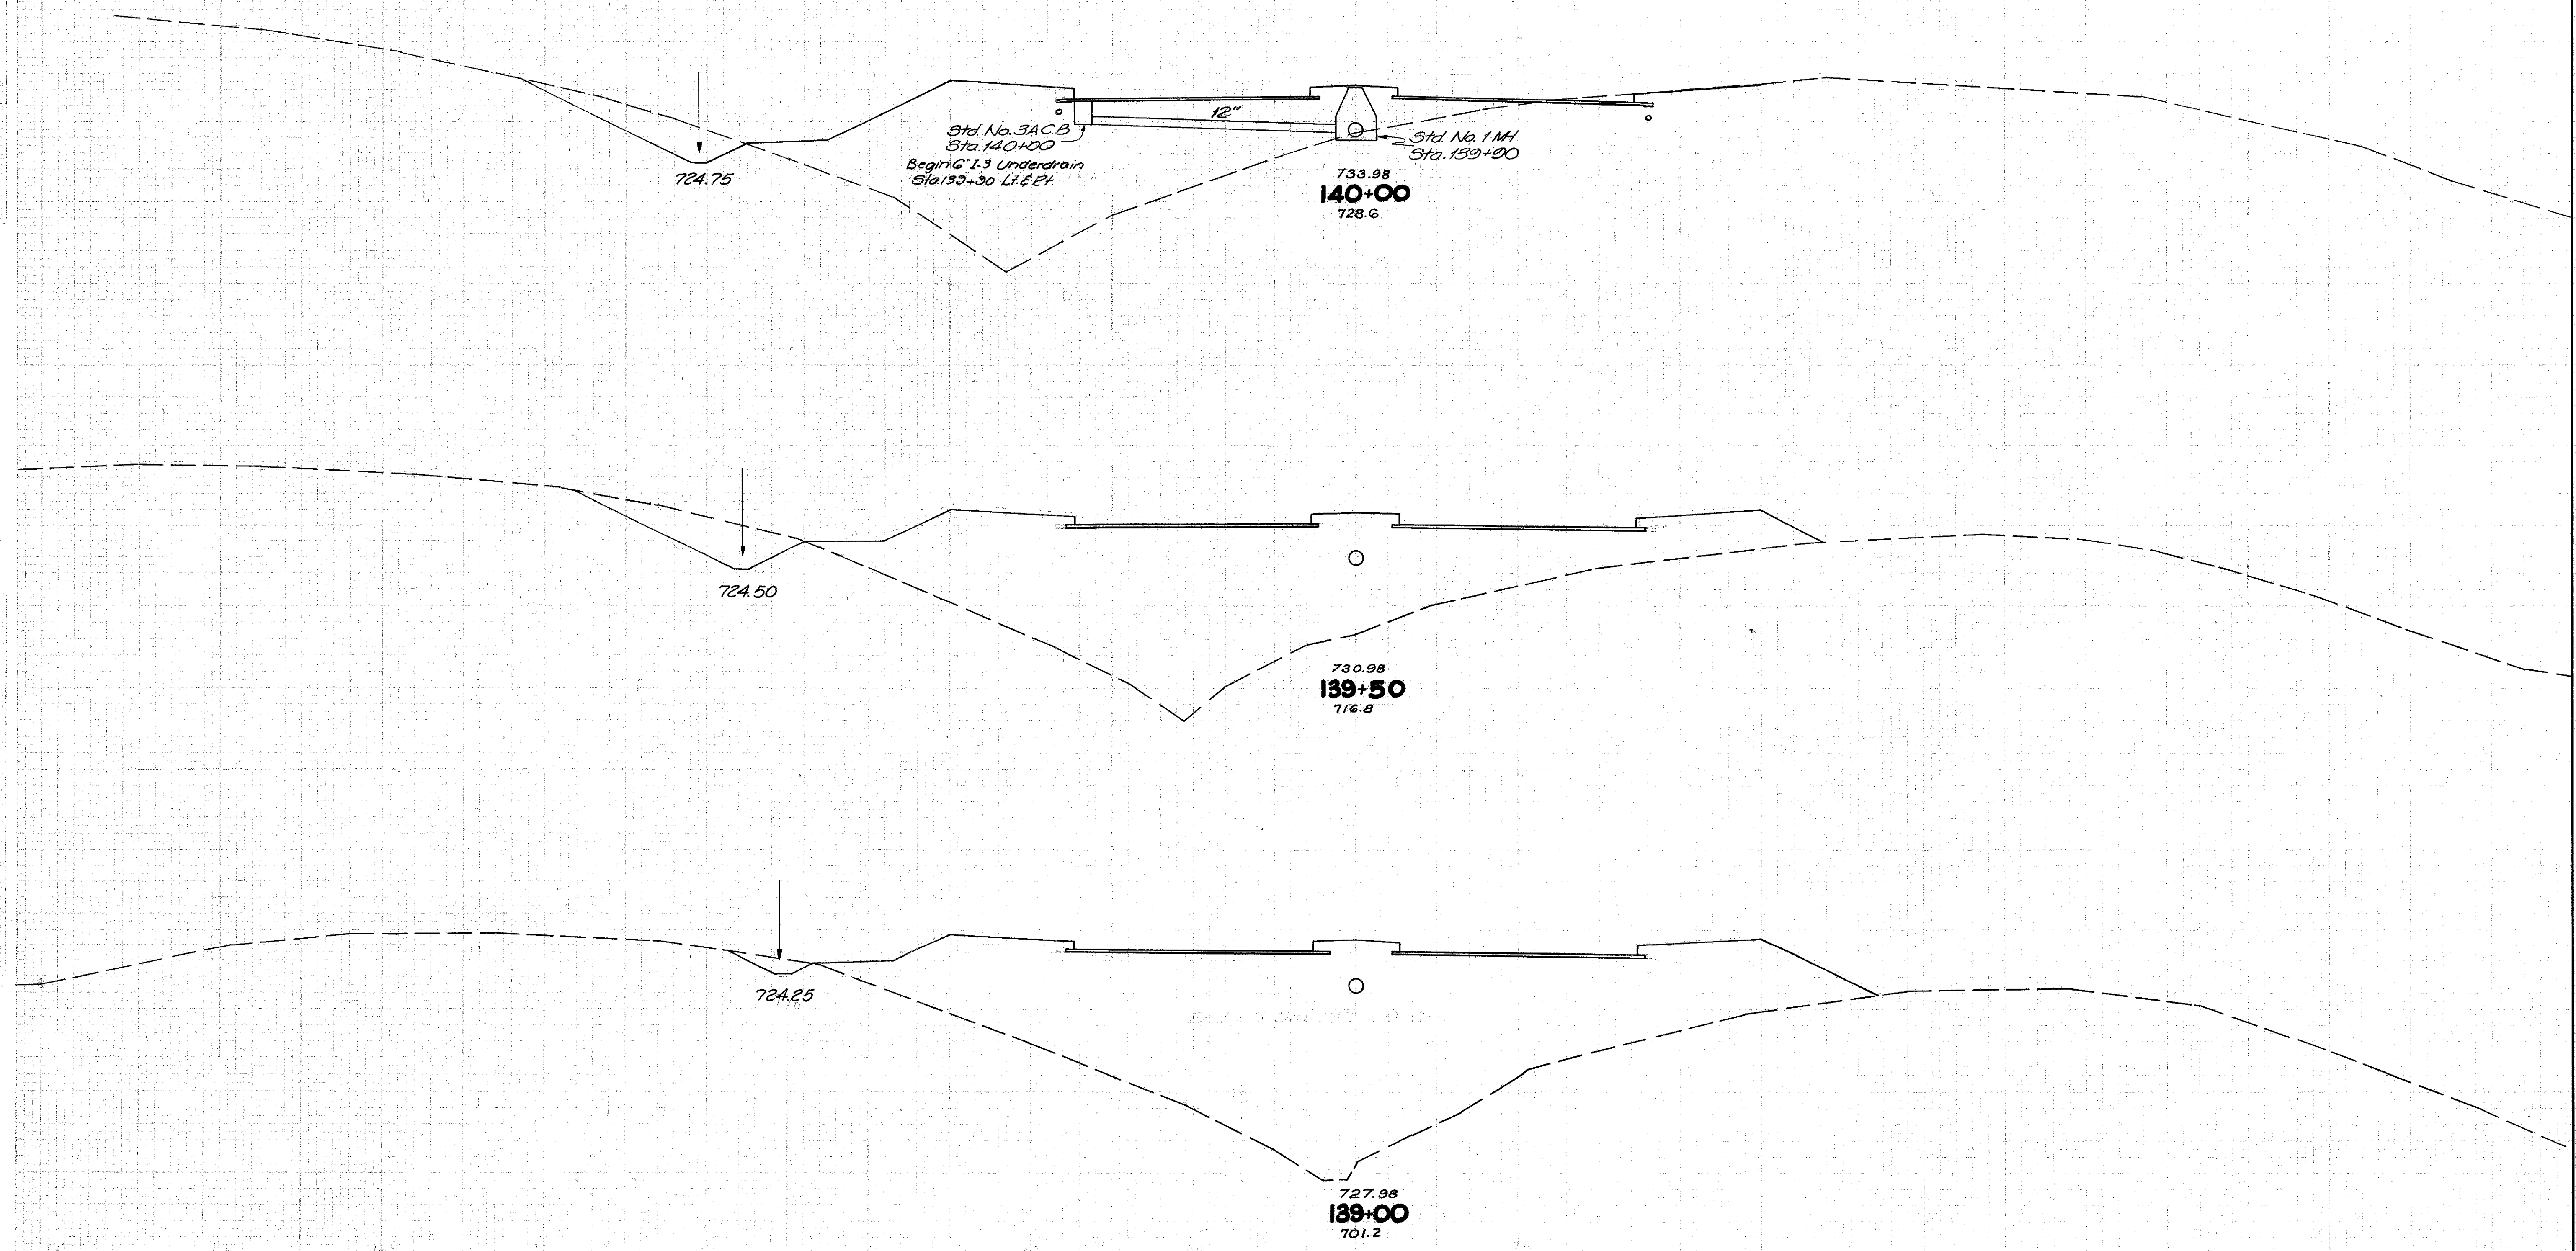 12"
Std. No. 3A C.B.
Sta. 140+00
Begin 6" I-3 Underdrain
Sta. 139+90 Lt. & Rt.
Std. No. 1 MH
Sta. 139+90
724.75
733.98
140+00
728.6
724.50
730.98
139+50
716.8
724.25
727.98
139+00
701.2